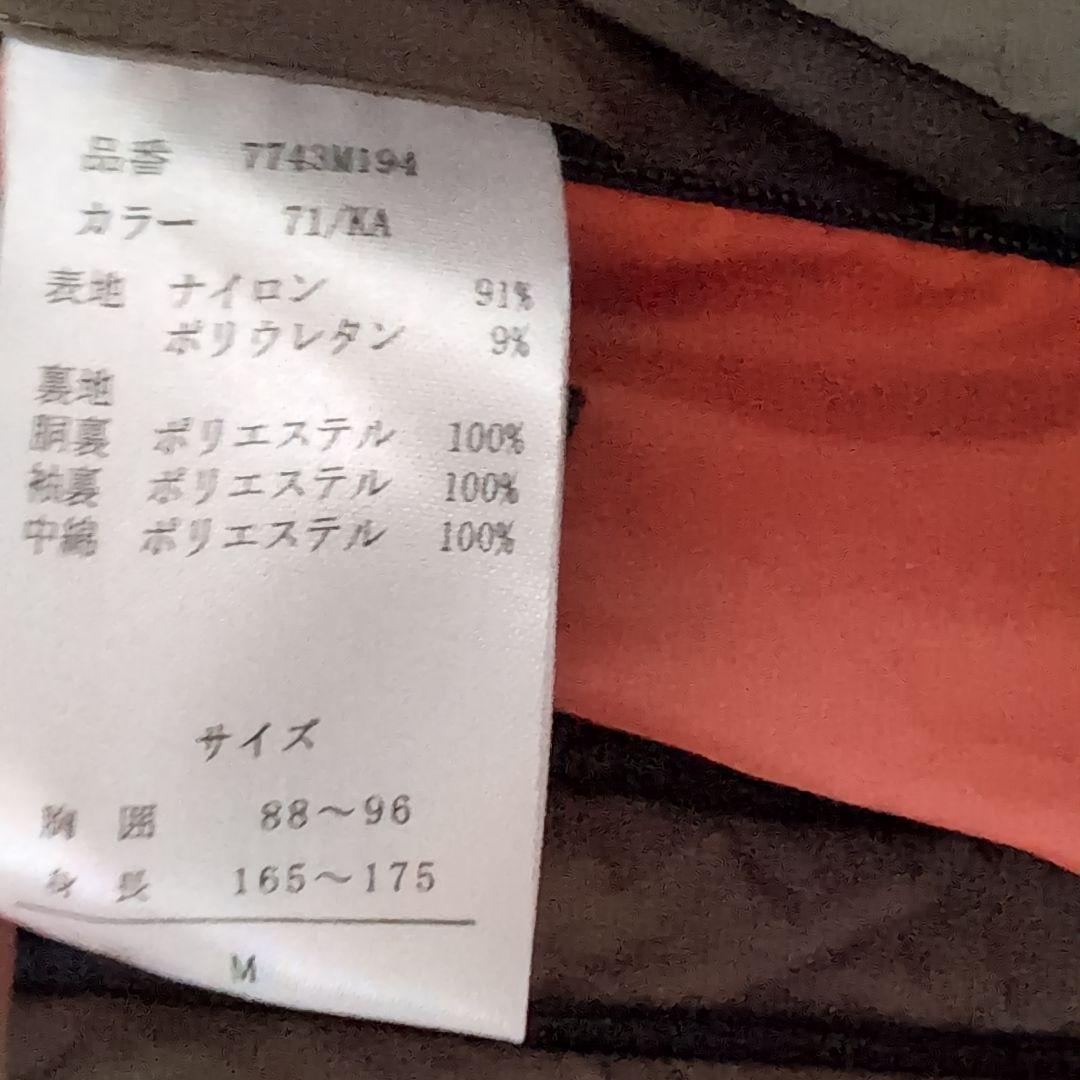 品番 7743M194
カラー 71/KA
表地 ナイロン 91%
ポリウレタン 9%
裏地
胴裏 ポリエステル 100%
袖裏 ポリエステル 100%
中綿 ポリエステル 100%
サイズ
胸囲 88〜96
身長 165〜175
M